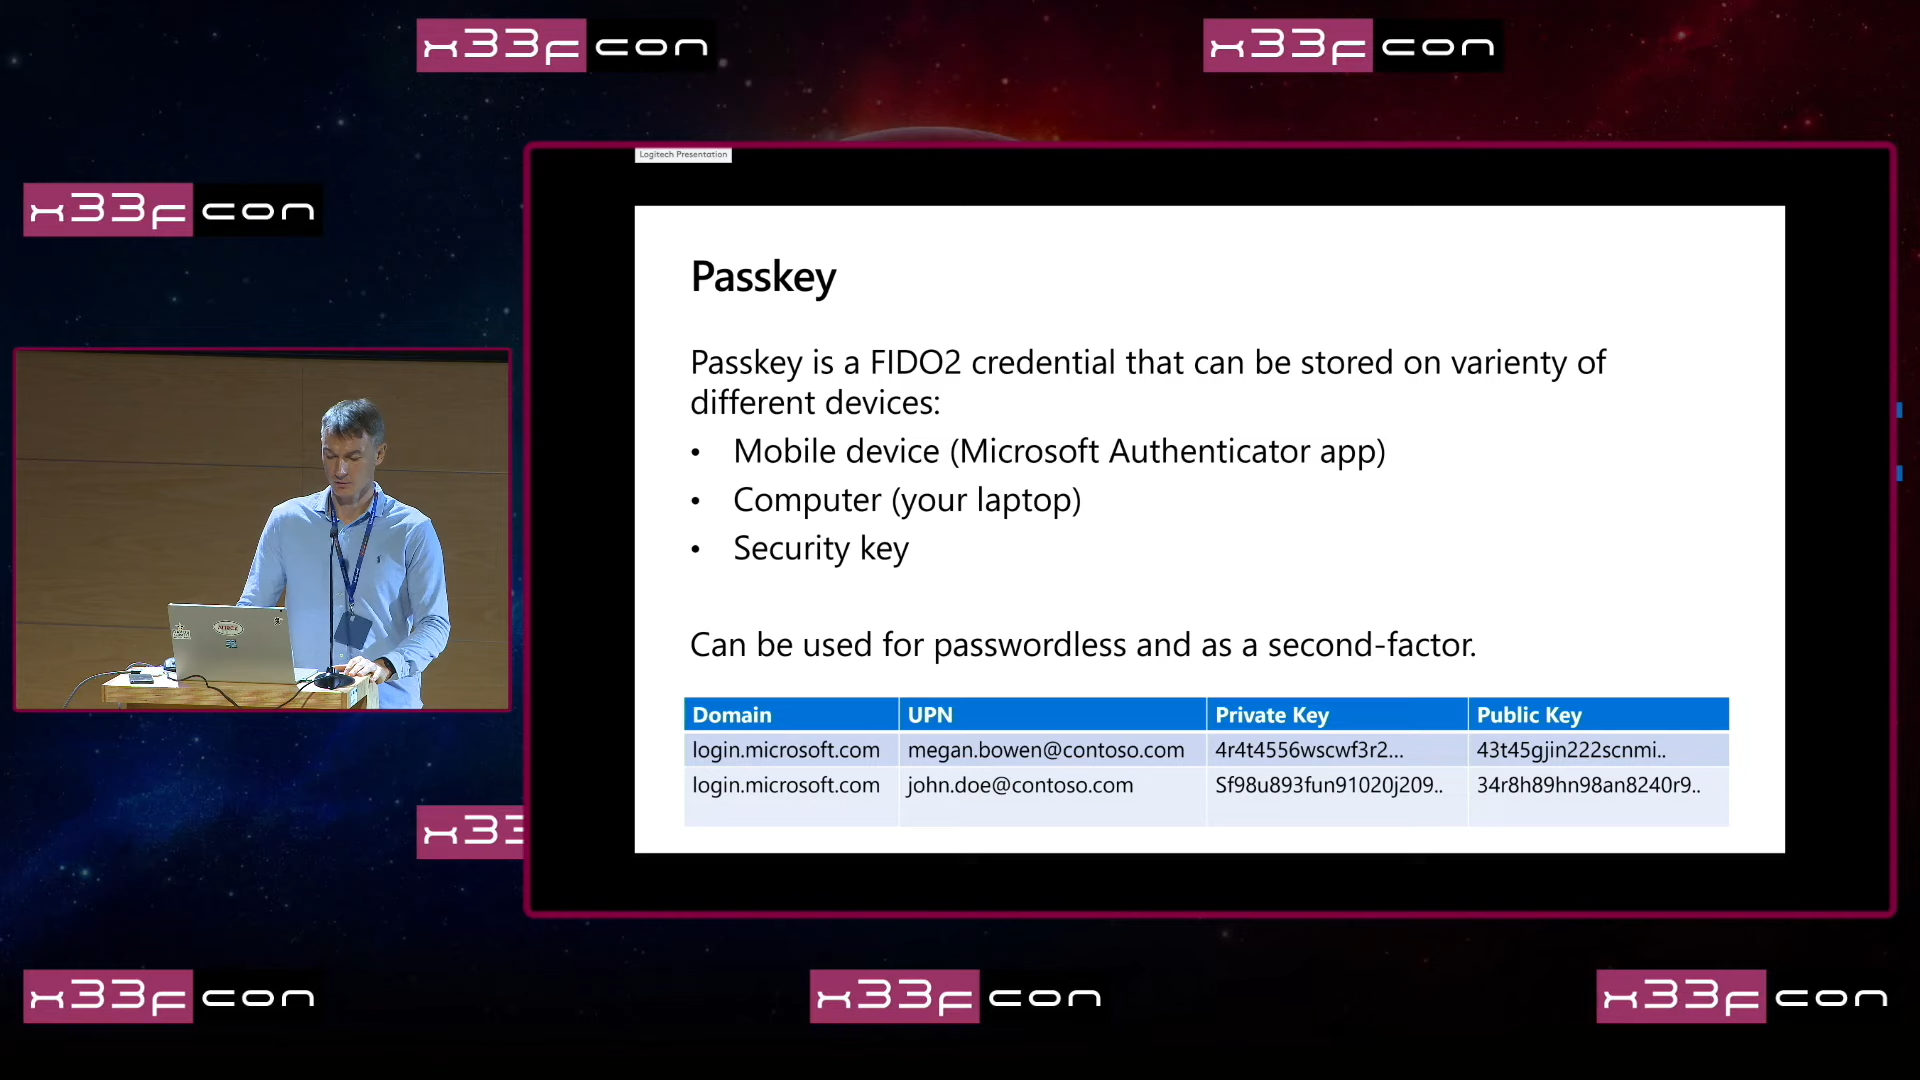 x33fcon
x33fcon
x33fcon
Logitech Presentation
Passkey
Passkey is a FIDO2 credential that can be stored on varienty of
different devices:
• Mobile device (Microsoft Authenticator app)
• Computer (your laptop)
• Security key
Can be used for passwordless and as a second-factor.
Domain UPN Private Key Public Key
login.microsoft.com megan.bowen@contoso.com 4r4t4556wscwf3r2... 43t45gjin222scnmi..
login.microsoft.com john.doe@contoso.com Sf98u893fun91020j209.. 34r8h89hn98an8240r9..
x33
x33fcon
x33fcon
x33fcon